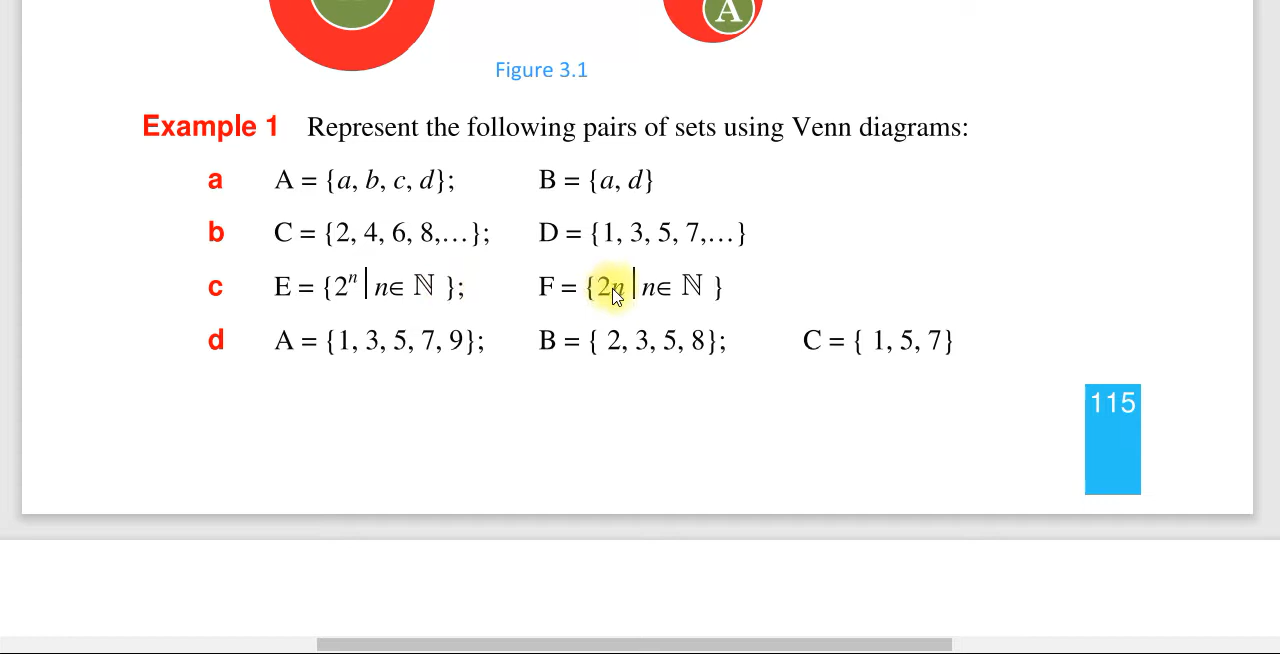 A
Figure 3.1
Example 1 Represent the following pairs of sets using Venn diagrams:
a A = {a, b, c, d}; B = {a, d}
b C = {2, 4, 6, 8,…}; D = {1, 3, 5, 7,…}
c E = {2ⁿ | n∈ ℕ }; F = {2n | n∈ ℕ }
d A = {1, 3, 5, 7, 9}; B = { 2, 3, 5, 8}; C = { 1, 5, 7}
115